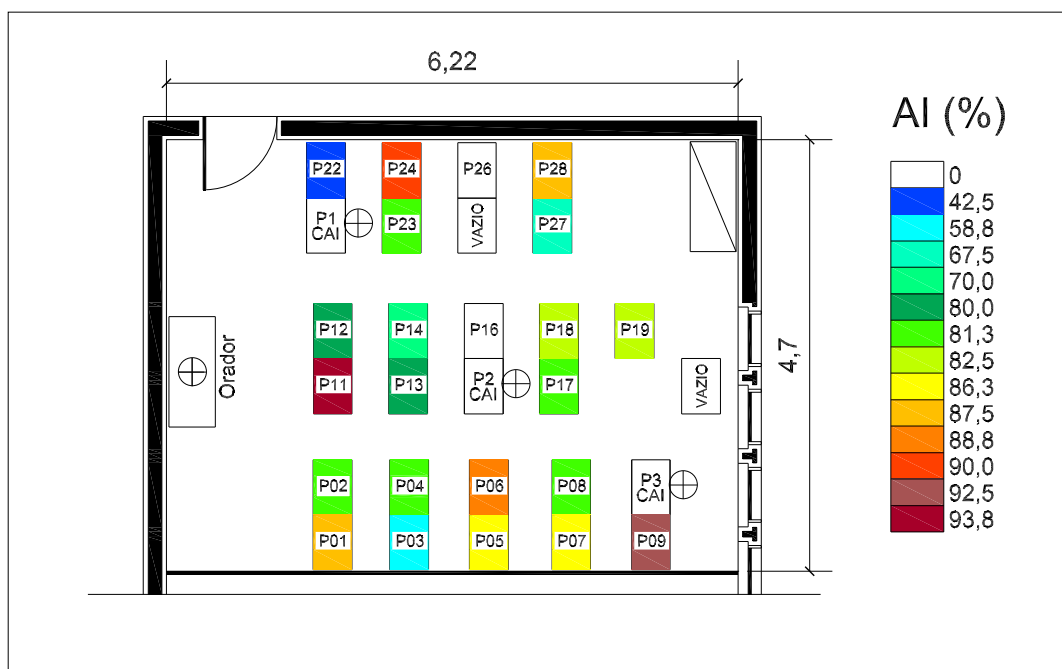 6,22
AI (%)
0
42,5
58,8
67,5
70,0
80,0
81,3
82,5
86,3
87,5
88,8
90,0
92,5
93,8
P22
P24
P26
P28
P1
CAI
P23
VAZIO
P27
P12
P14
P16
P18
P19
4,7
Orador
P11
P13
P2
CAI
P17
VAZIO
P02
P04
P06
P08
P3
CAI
P01
P03
P05
P07
P09